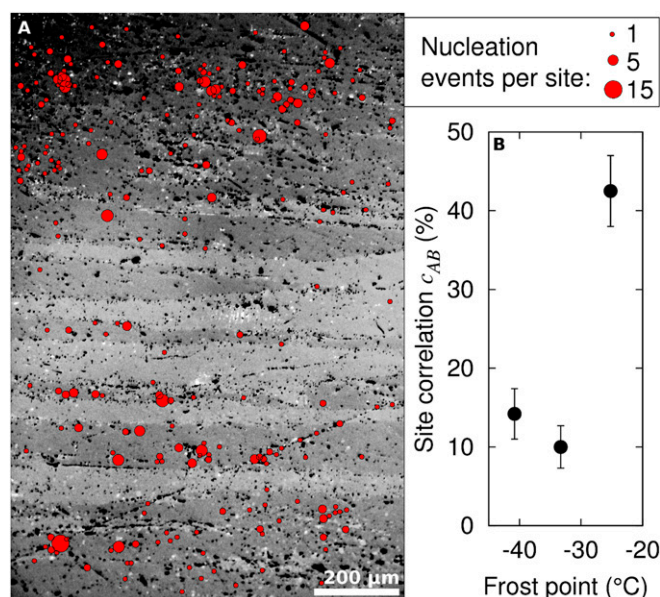 A
200 µm
Nucleation
events per site:
1
5
15
B
50
40
30
20
10
0
Site correlation cAB (%)
-40 -30 -20
Frost point (°C)